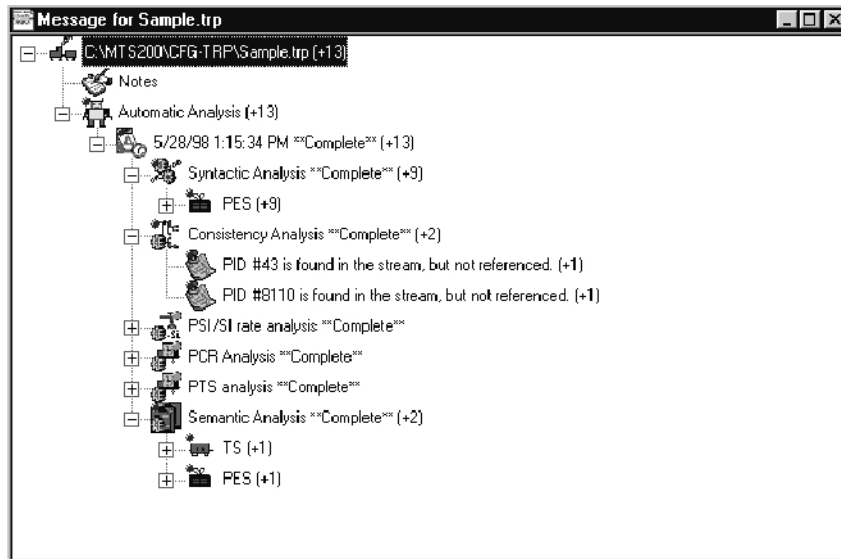 Message for Sample.trp
C:\MTS200\CFG-TRP\Sample.trp (+13)
Notes
Automatic Analysis (+13)
5/28/98 1:15:34 PM **Complete** (+13)
Syntactic Analysis **Complete** (+9)
PES (+9)
Consistency Analysis **Complete** (+2)
PID #43 is found in the stream, but not referenced. (+1)
PID #8110 is found in the stream, but not referenced. (+1)
PSI/SI rate analysis **Complete**
PCR Analysis **Complete**
PTS analysis **Complete**
Semantic Analysis **Complete** (+2)
TS (+1)
PES (+1)